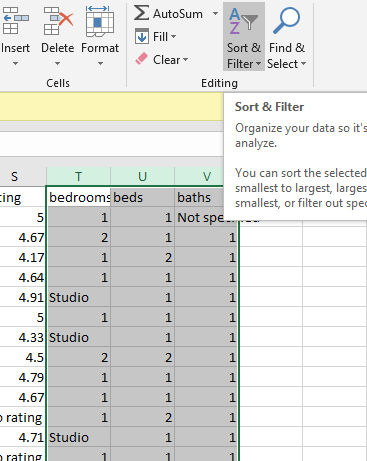 Insert Delete Format
Cells
AutoSum
Fill
Clear
A
Z
Sort &
Filter
Find &
Select
Editing
Sort & Filter
Organize your data so it's
analyze.
You can sort the selected
smallest to largest, larges
smallest, or filter out spec
S T U V
ting bedrooms beds baths
5 1 1 Not specified
4.67 2 1 1
4.17 1 2 1
4.64 1 1 1
4.91 Studio 1 1
5 1 1 1
4.33 Studio 1 1
4.5 2 2 1
4.79 1 1 1
4.67 1 1 1
o rating 1 2 1
4.71 Studio 1 1
o rating 1 1 1